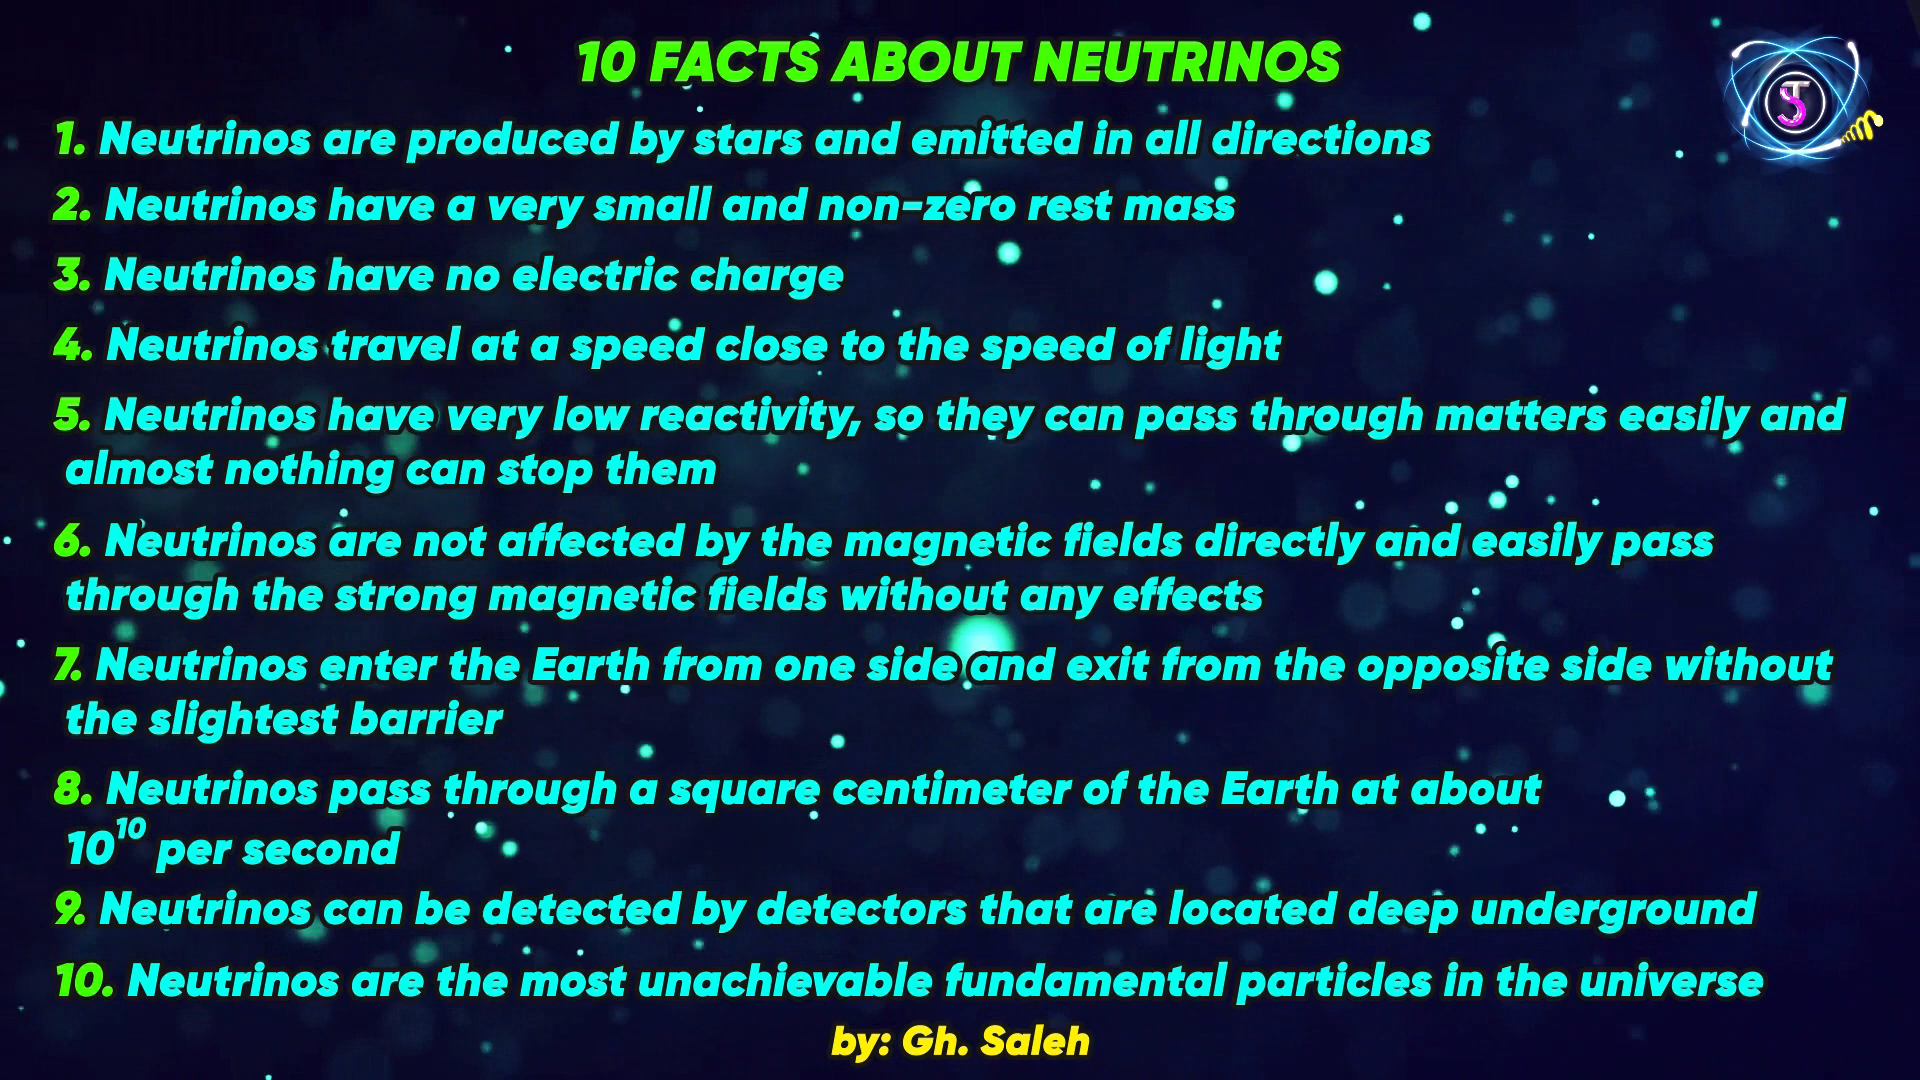 10 FACTS ABOUT NEUTRINOS
1. Neutrinos are produced by stars and emitted in all directions
2. Neutrinos have a very small and non-zero rest mass
3. Neutrinos have no electric charge
4. Neutrinos travel at a speed close to the speed of light
5. Neutrinos have very low reactivity, so they can pass through matters easily and
almost nothing can stop them
6. Neutrinos are not affected by the magnetic fields directly and easily pass
through the strong magnetic fields without any effects
7. Neutrinos enter the Earth from one side and exit from the opposite side without
the slightest barrier
8. Neutrinos pass through a square centimeter of the Earth at about
10¹⁰ per second
9. Neutrinos can be detected by detectors that are located deep underground
10. Neutrinos are the most unachievable fundamental particles in the universe
by: Gh. Saleh